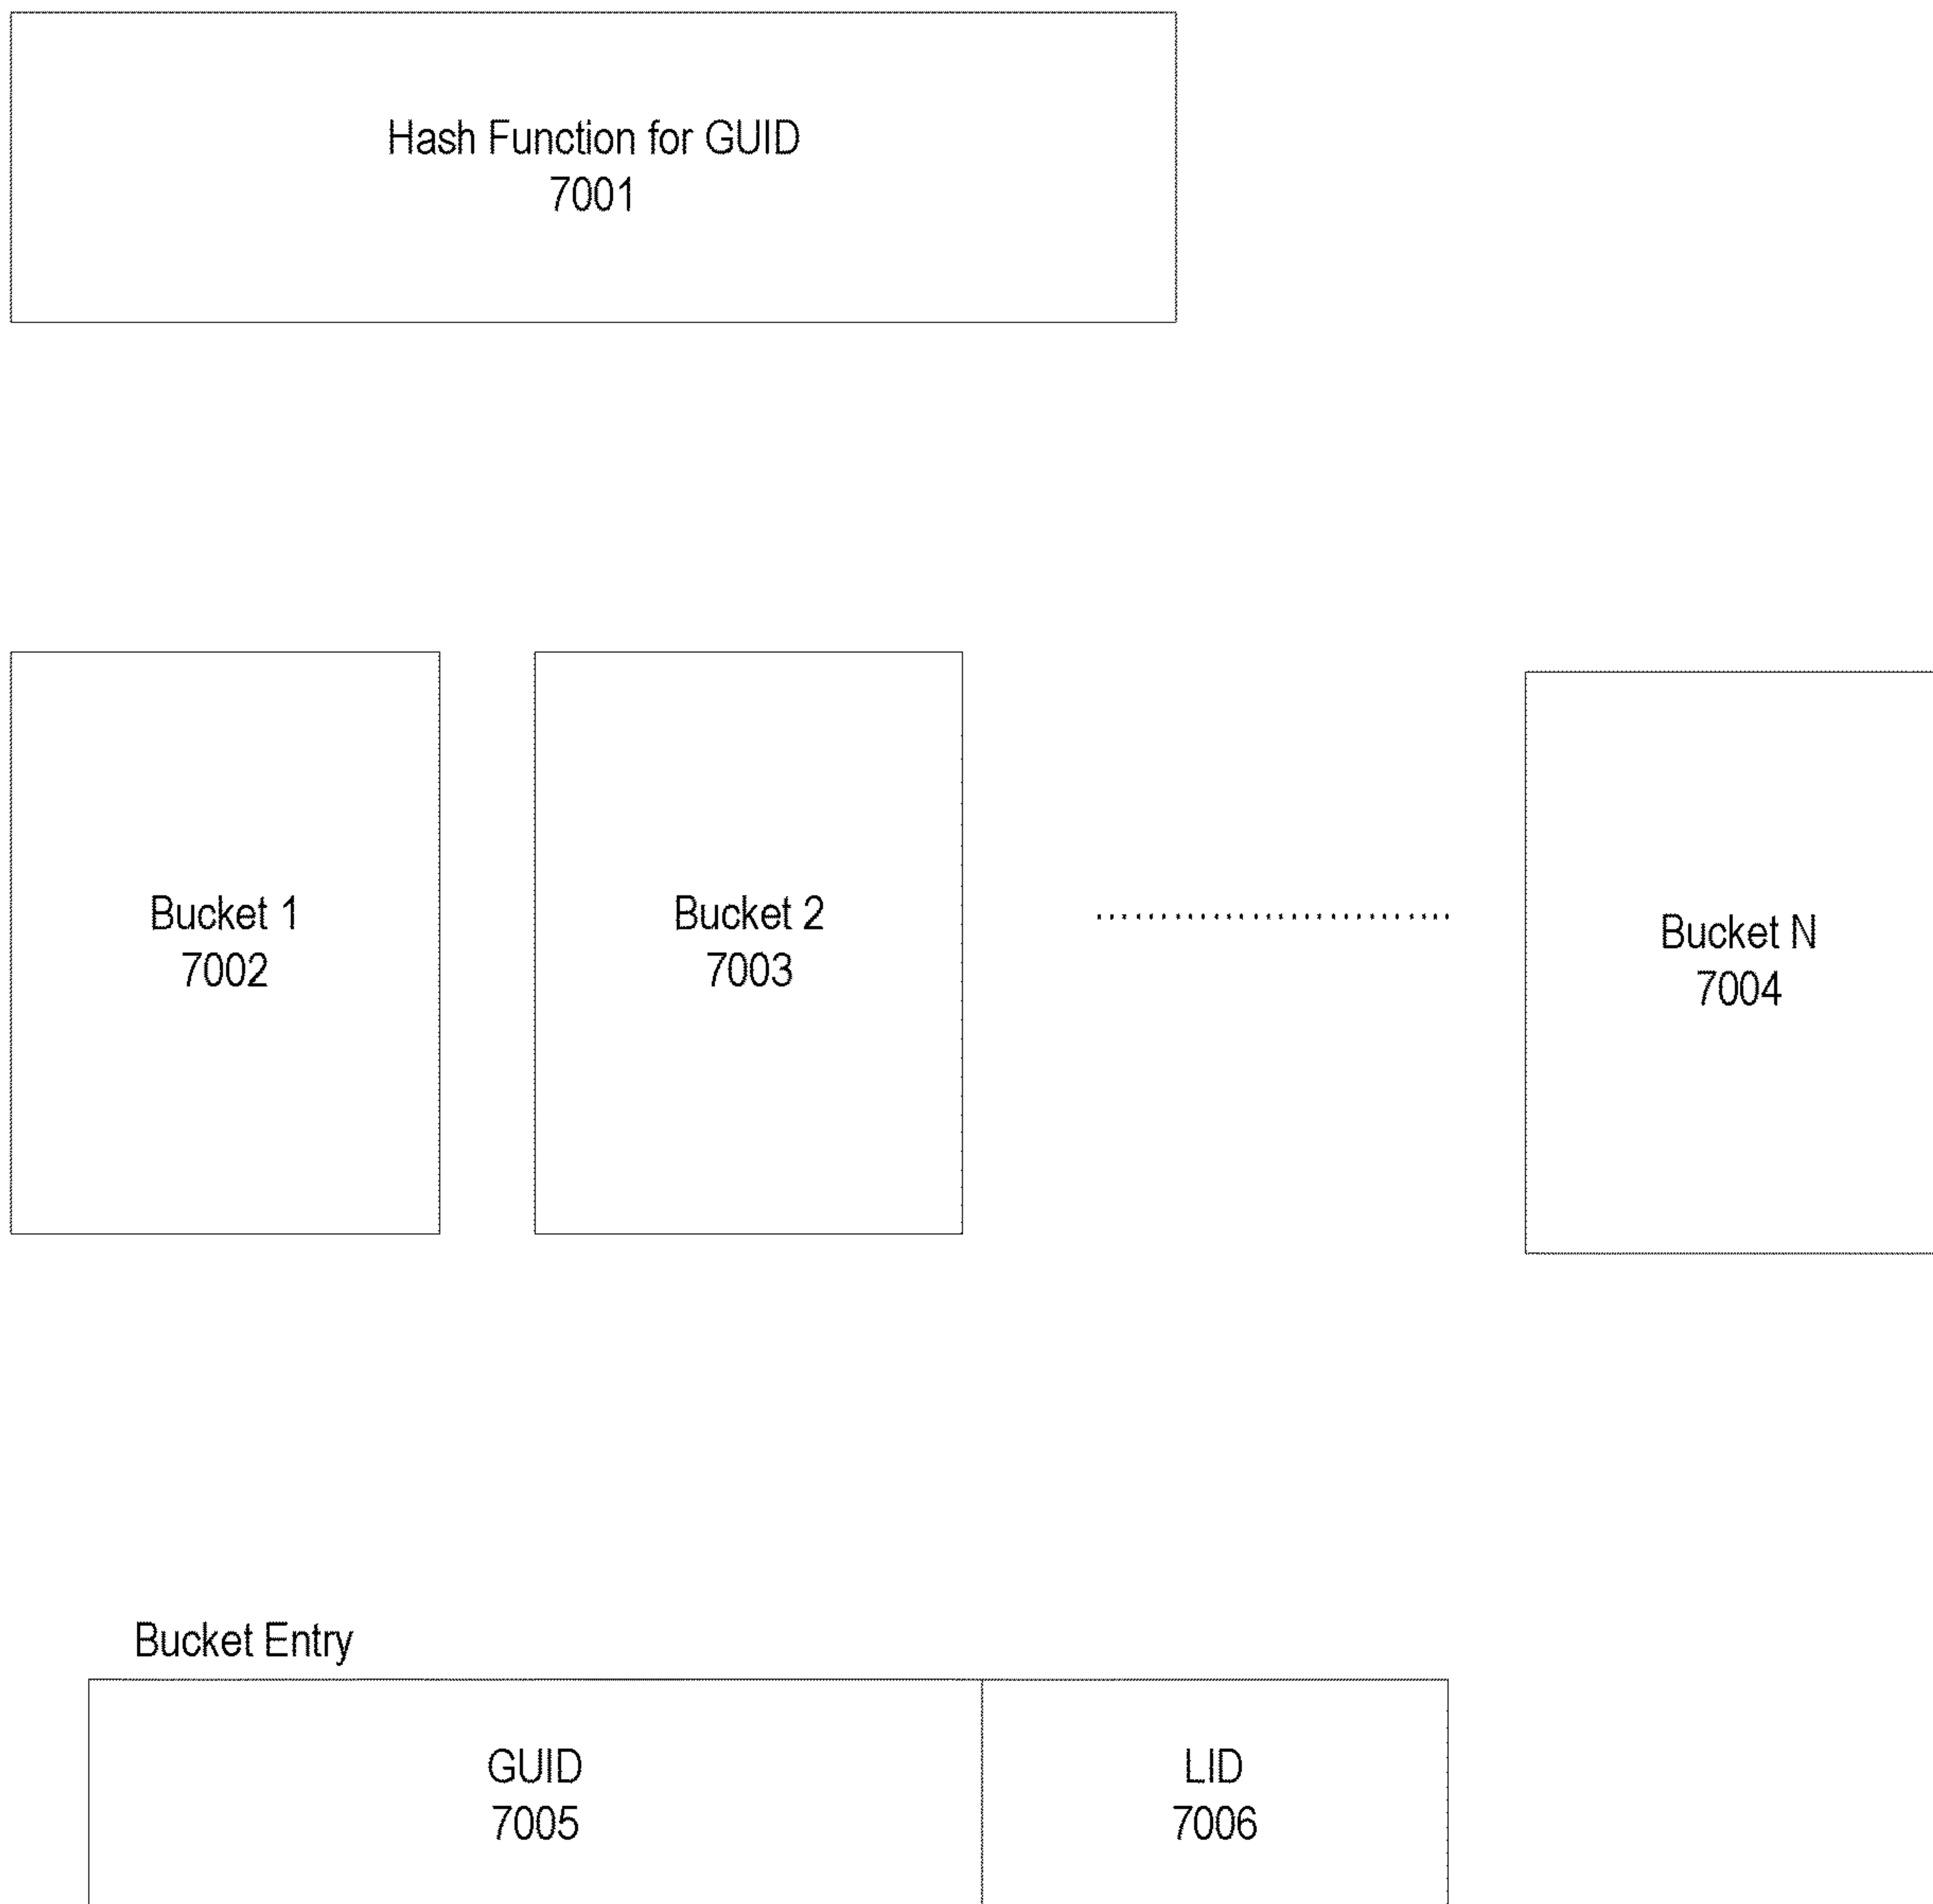 Hash Function for GUID
7001
Bucket 1
7002
Bucket 2
7003
Bucket N
7004
Bucket Entry
GUID
7005
LID
7006